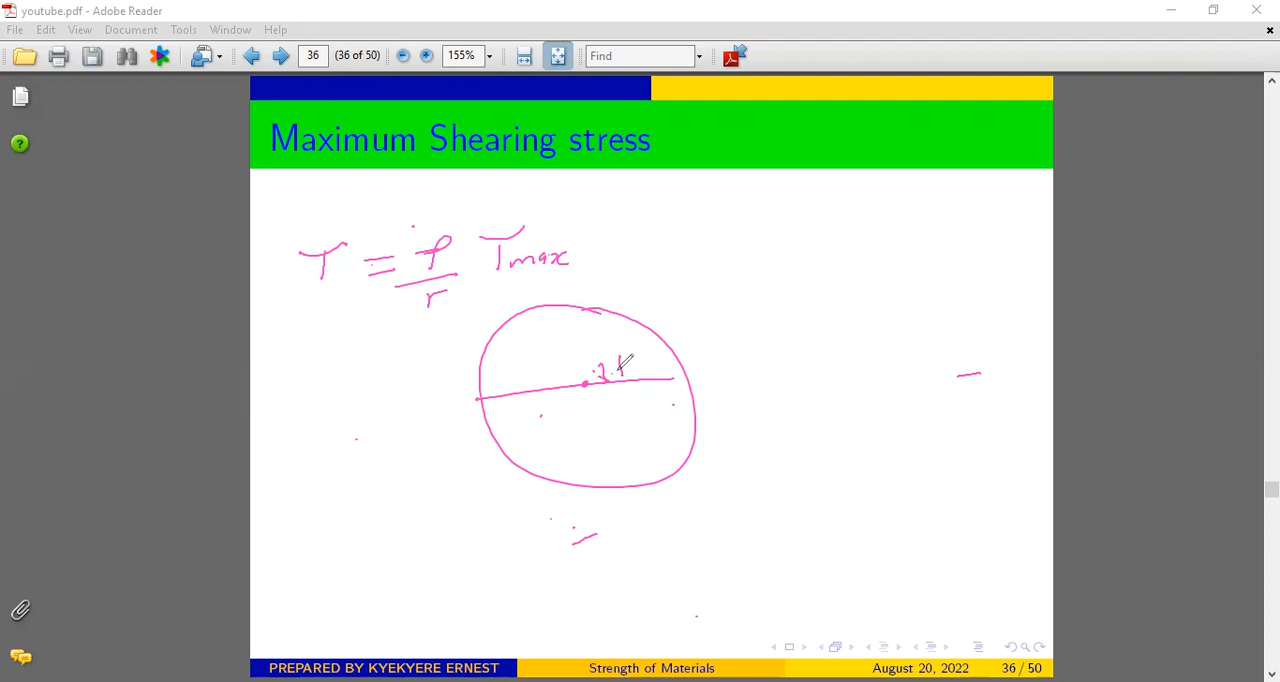 youtube.pdf - Adobe Reader
File Edit View Document Tools Window Help
36 (36 of 50) 155% Find
Maximum Shearing stress
τ = ρ/r τmax
PREPARED BY KYEKYERE ERNEST Strength of Materials August 20, 2022 36 / 50